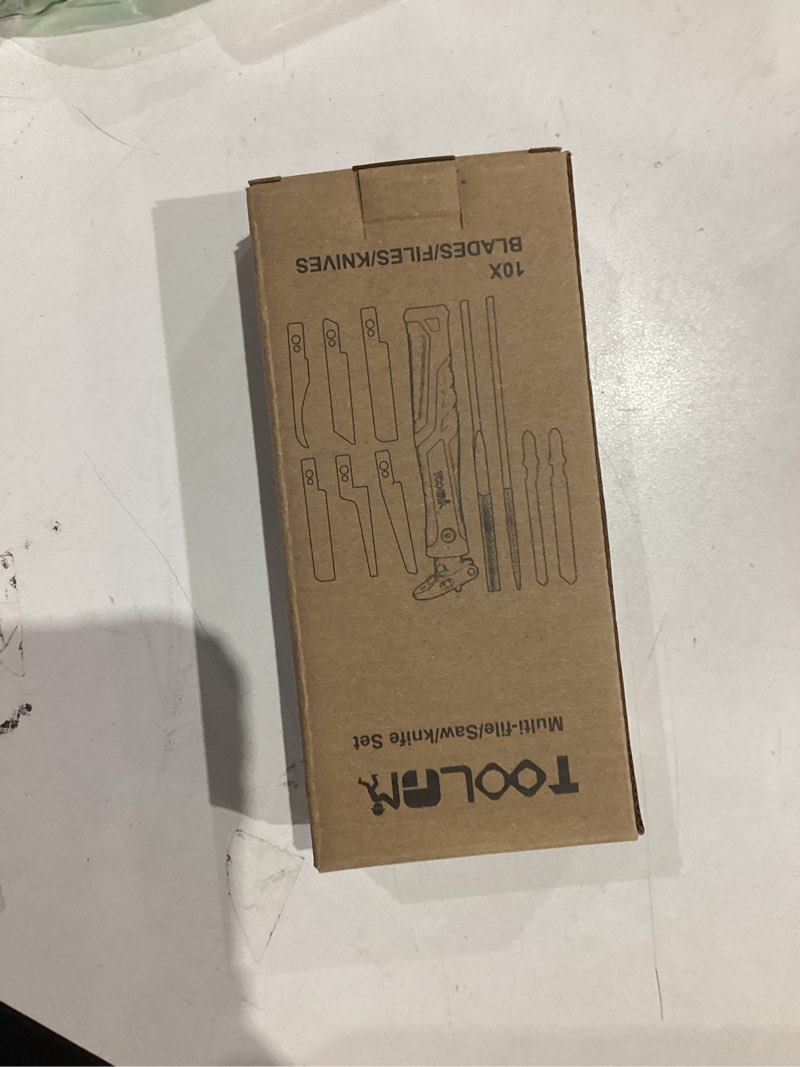 TOOLAN
Multi-file/Saw/knife Set
10X
BLADES/FILES/KNIVES